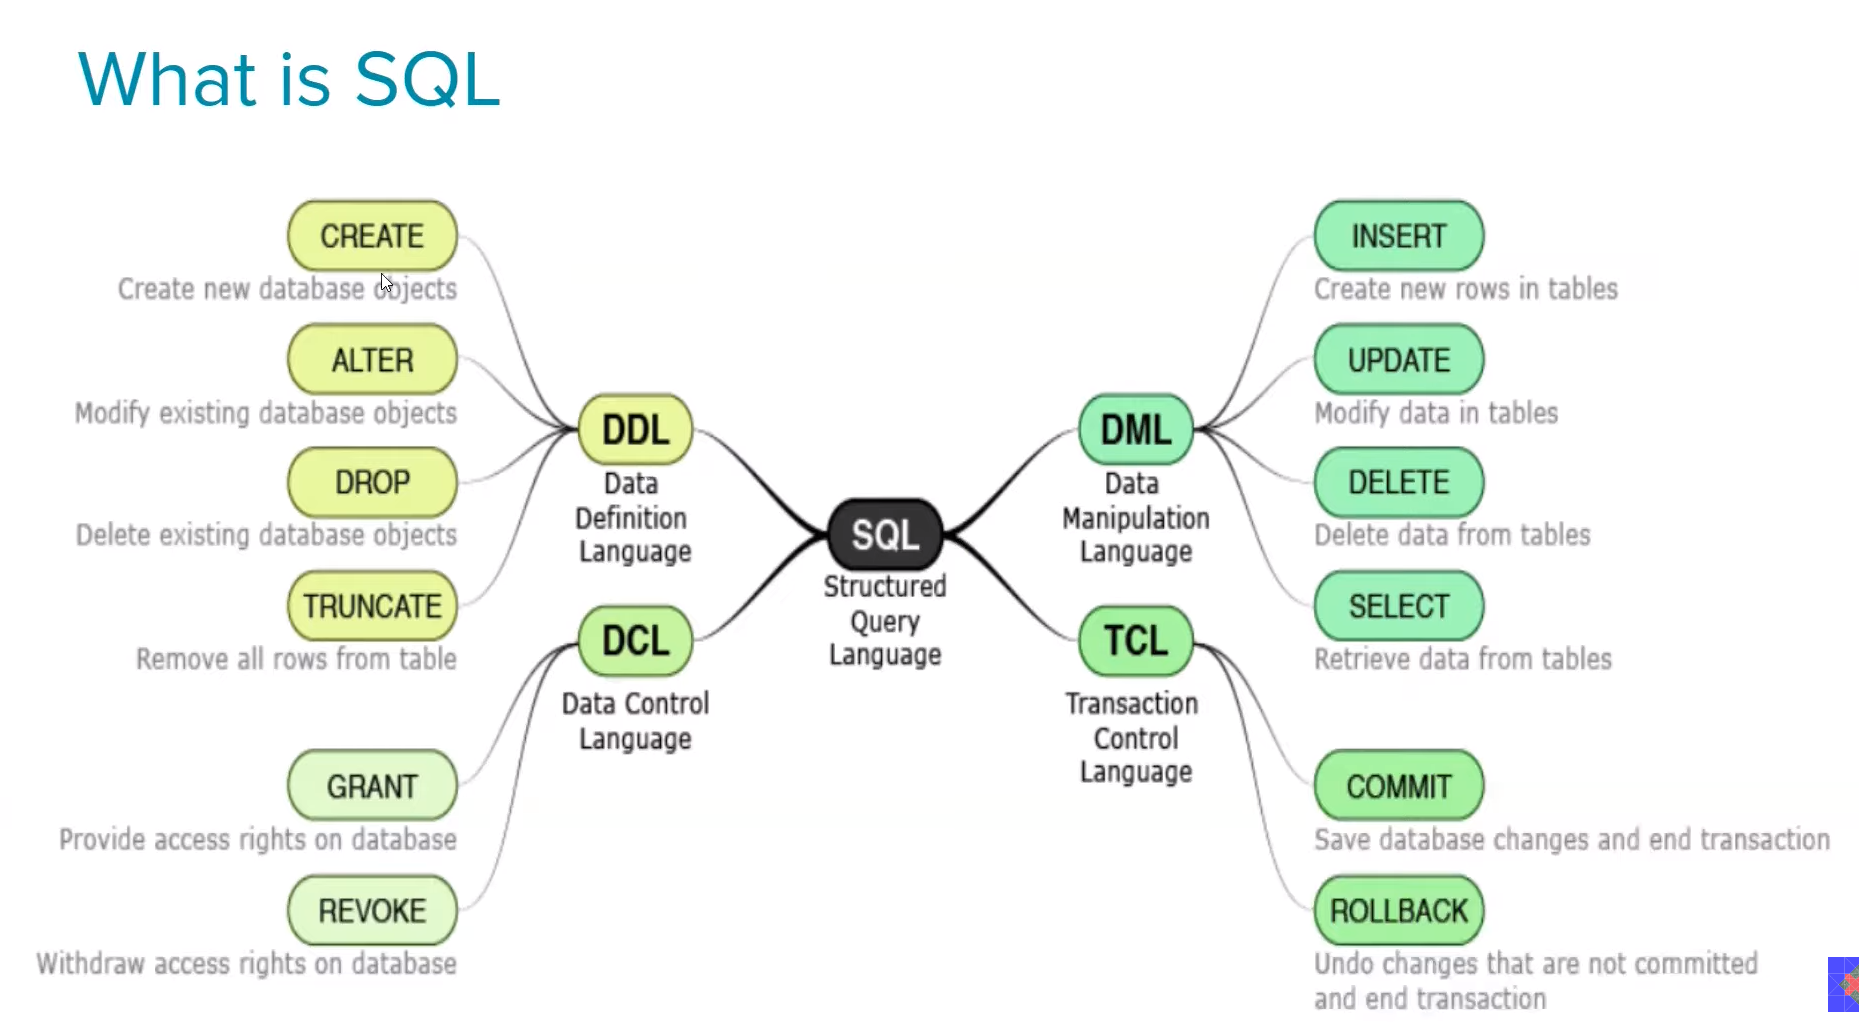 What is SQL
CREATE
Create new database objects
ALTER
Modify existing database objects
DROP
Delete existing database objects
TRUNCATE
Remove all rows from table
DDL
Data
Definition
Language
DCL
Data Control
Language
GRANT
Provide access rights on database
REVOKE
Withdraw access rights on database
SQL
Structured
Query
Language
DML
Data
Manipulation
Language
INSERT
Create new rows in tables
UPDATE
Modify data in tables
DELETE
Delete data from tables
SELECT
Retrieve data from tables
TCL
Transaction
Control
Language
COMMIT
Save database changes and end transaction
ROLLBACK
Undo changes that are not committed
and end transaction